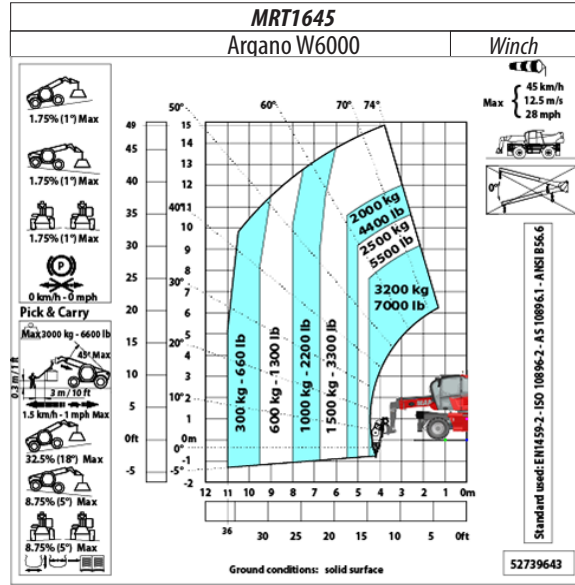 MRT1645
Argano W6000
Winch
1.75% (1°) Max
1.75% (1°) Max
1.75% (1°) Max
P
0 km/h - 0 mph
Pick & Carry
Max 3000 kg - 6600 lb
45° Max
0.3 m / 1 ft
3 m / 10 ft
1.5 km/h - 1 mph Max
32.5% (18°) Max
8.75% (5°) Max
8.75% (5°) Max
49
45
40
35
30
25
20
15
10
5
0ft
-5
15
14
13
12
11
10
9
8
7
6
5
4
3
2
1
0m
-1
-2
50°
60°
70°
74°
40°
30°
20°
10°
0°
-5°
2000 kg
4400 lb
2500 kg
5500 lb
3200 kg
7000 lb
300 kg - 660 lb
600 kg - 1300 lb
1000 kg - 2200 lb
1500 kg - 3300 lb
12 11 10 9 8 7 6 5 4 3 2 1 0m
36 30 25 20 15 10 5 0ft
Ground conditions: solid surface
Max
45 km/h
12.5 m/s
28 mph
0°
Standard used: EN1459-2 - ISO 10896-2 - AS 10896.1 - ANSI B56.6
52739643